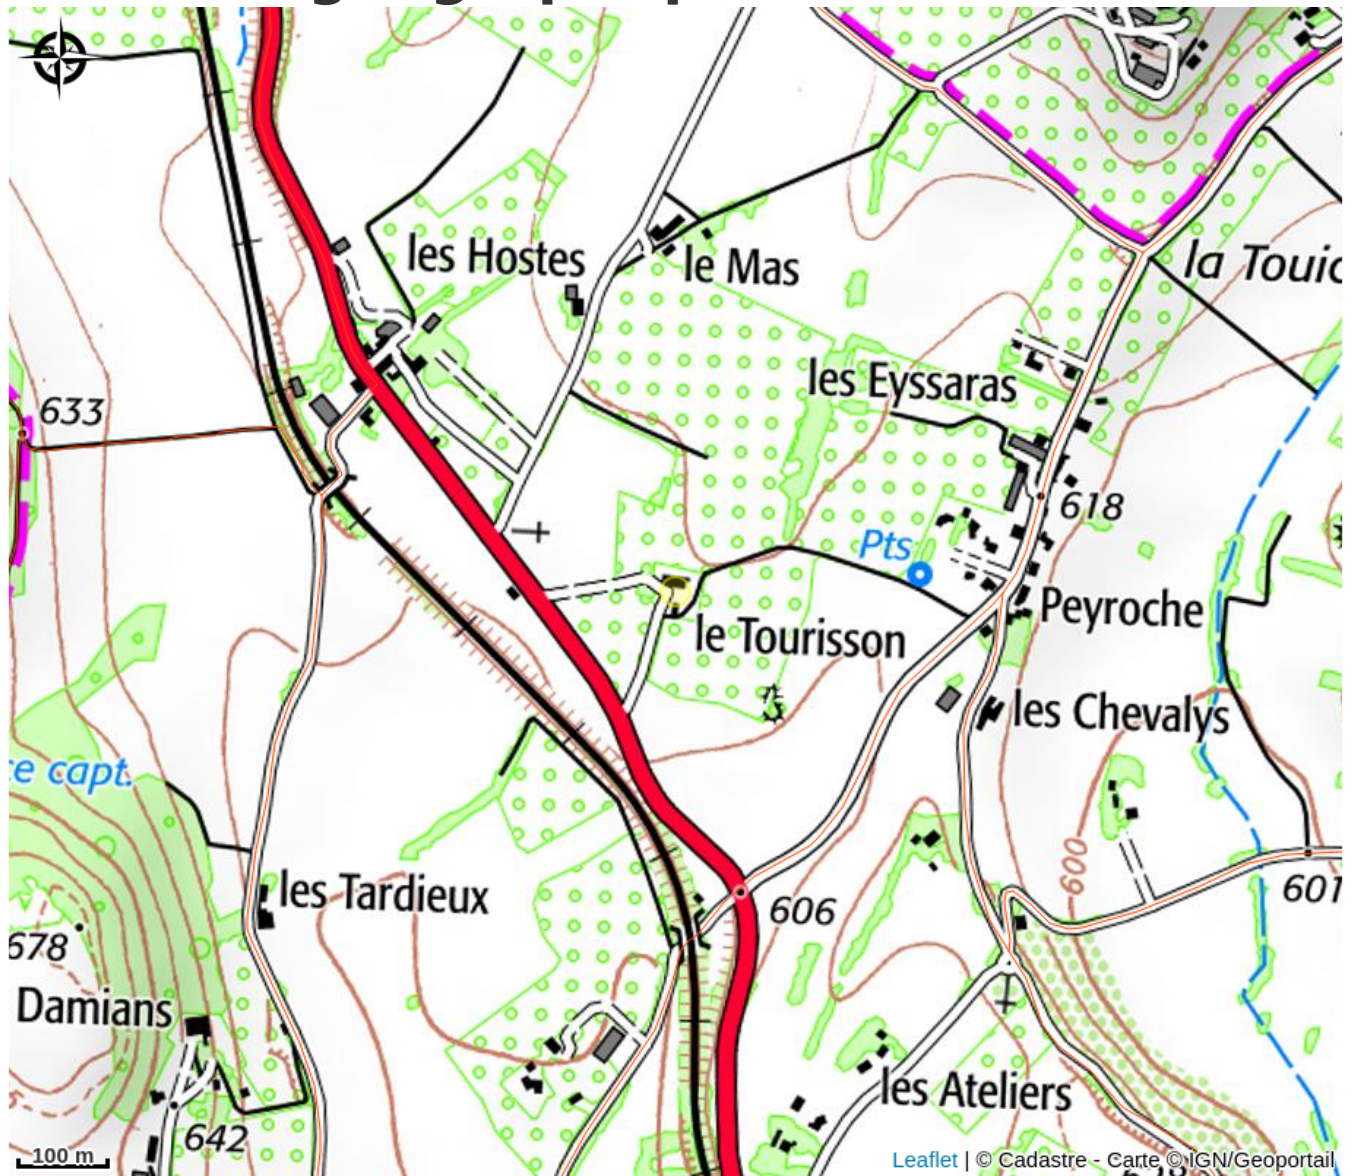 les Hostes
le Mas
la Touic
les Eyssaras
633
618
Pts
Peyroche
le Tourisson
les Chevalys
ce capt.
600
les Tardieux
606
601
678
Damians
les Ateliers
642
100 m
Leaflet | © Cadastre - Carte © IGN/Geoportail